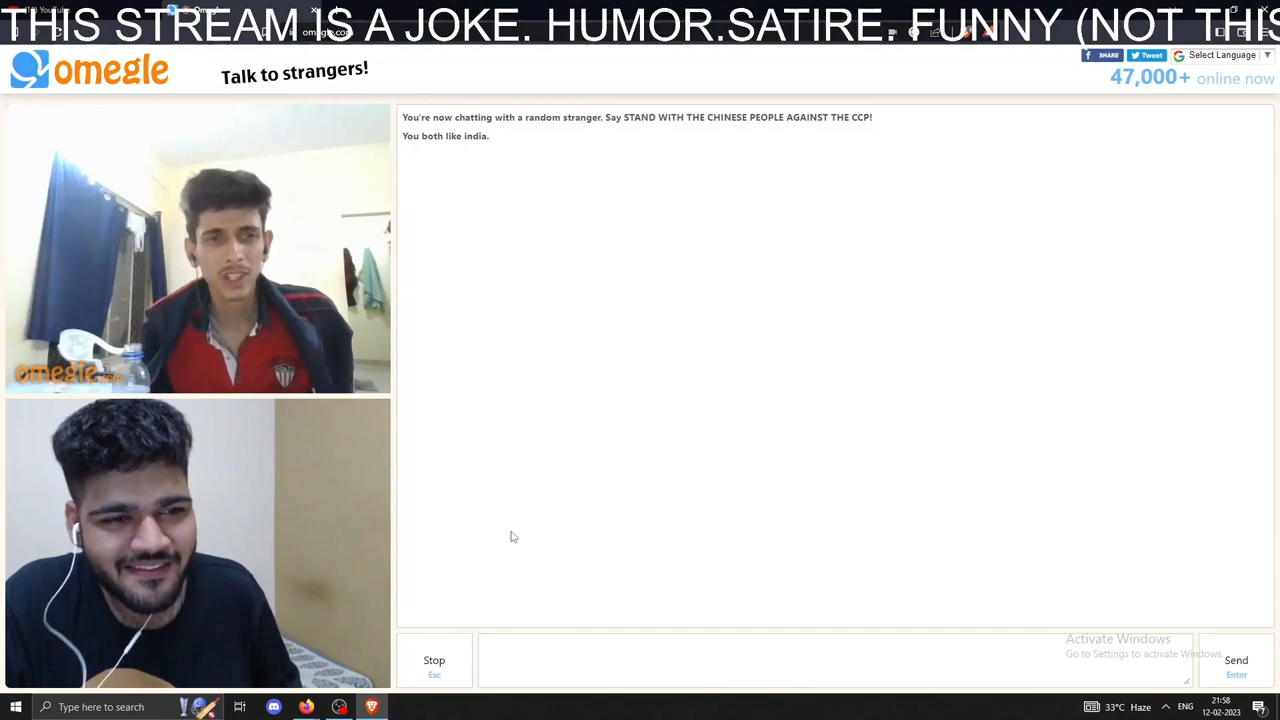 (1) YouTube
THIS STREAM IS A JOKE. HUMOR.SATIRE. FUNNY (NOT THIS
omegle
Talk to strangers!
SHARE
Tweet
Select Language
47,000+ online now
You're now chatting with a random stranger. Say STAND WITH THE CHINESE PEOPLE AGAINST THE CCP!
You both like india.
omegle.com
Stop
Esc
Activate Windows
Go to Settings to activate Windows.
Send
Enter
Type here to search
33°C Haze
ENG
21:58
12-02-2023